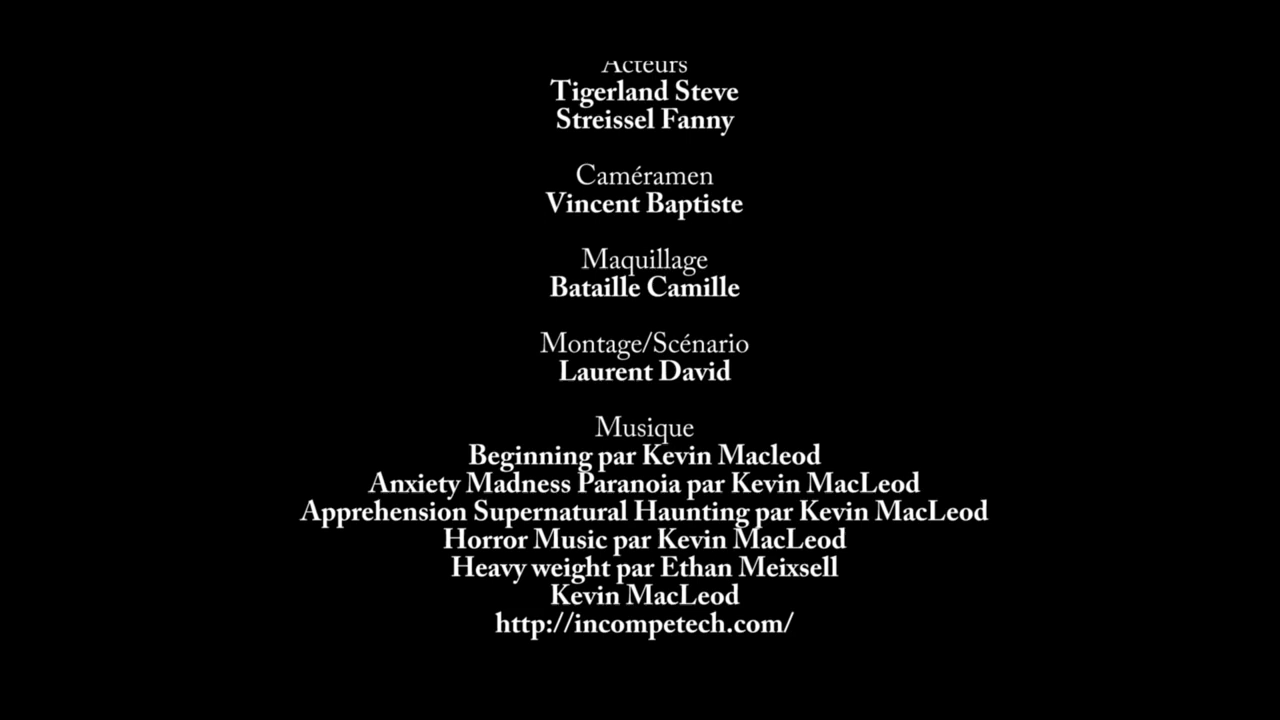 Acteurs
Tigerland Steve
Streissel Fanny
Caméramen
Vincent Baptiste
Maquillage
Bataille Camille
Montage/Scénario
Laurent David
Musique
Beginning par Kevin Macleod
Anxiety Madness Paranoia par Kevin MacLeod
Apprehension Supernatural Haunting par Kevin MacLeod
Horror Music par Kevin MacLeod
Heavy weight par Ethan Meixsell
Kevin MacLeod
http://incompetech.com/